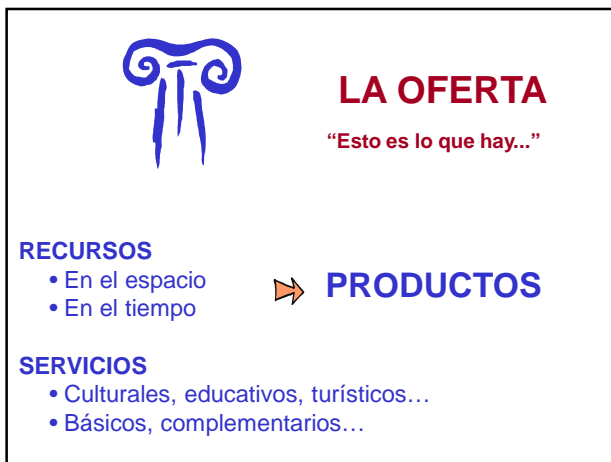 LA OFERTA
“Esto es lo que hay...”
RECURSOS
• En el espacio
• En el tiempo
PRODUCTOS
SERVICIOS
• Culturales, educativos, turísticos…
• Básicos, complementarios…